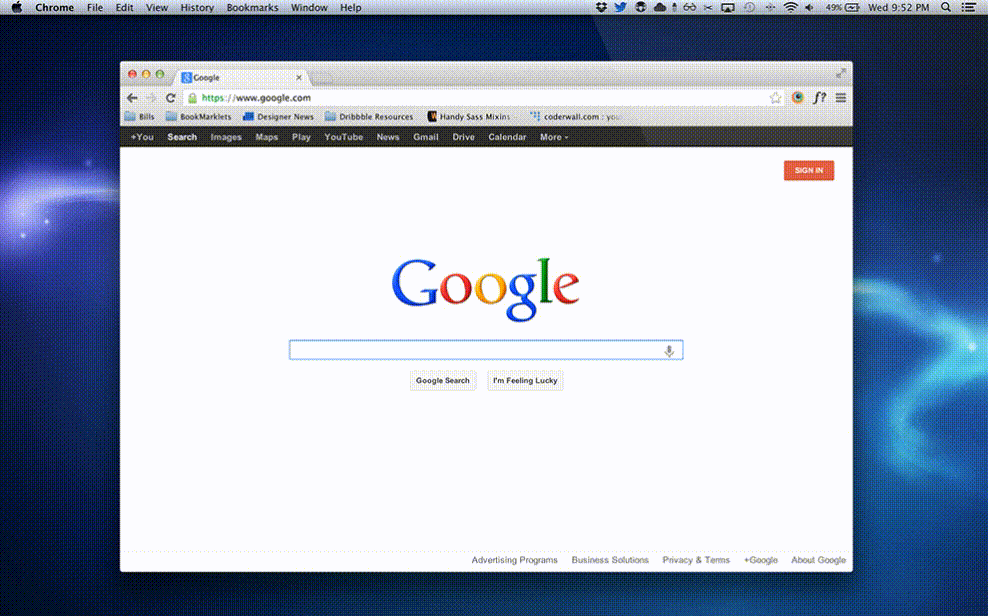 Chrome File Edit View History Bookmarks Window Help 49% Wed 9:52 PM
Google
https://www.google.com f?
Bills BookMarklets Designer News Dribbble Resources Handy Sass Mixins coderwall.com : you
+You Search Images Maps Play YouTube News Gmail Drive Calendar More
SIGN IN
Google
Google Search I'm Feeling Lucky
Advertising Programs Business Solutions Privacy & Terms +Google About Google